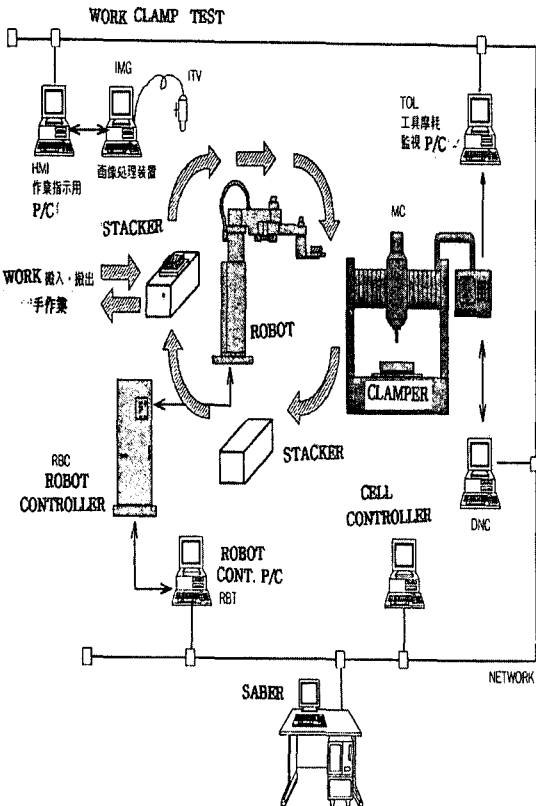 WORK CLAMP TEST
IMG
ITV
HMI
作業指示用
P/C
画像処理装置
TOL
工具摩耗
監視 P/C
STACKER
MC
WORK 搬入・搬出
手作業
ROBOT
CLAMPER
RBC
ROBOT
CONTROLLER
STACKER
CELL
CONTROLLER
DNC
ROBOT
CONT. P/C
RBT
NETWORK
SABER